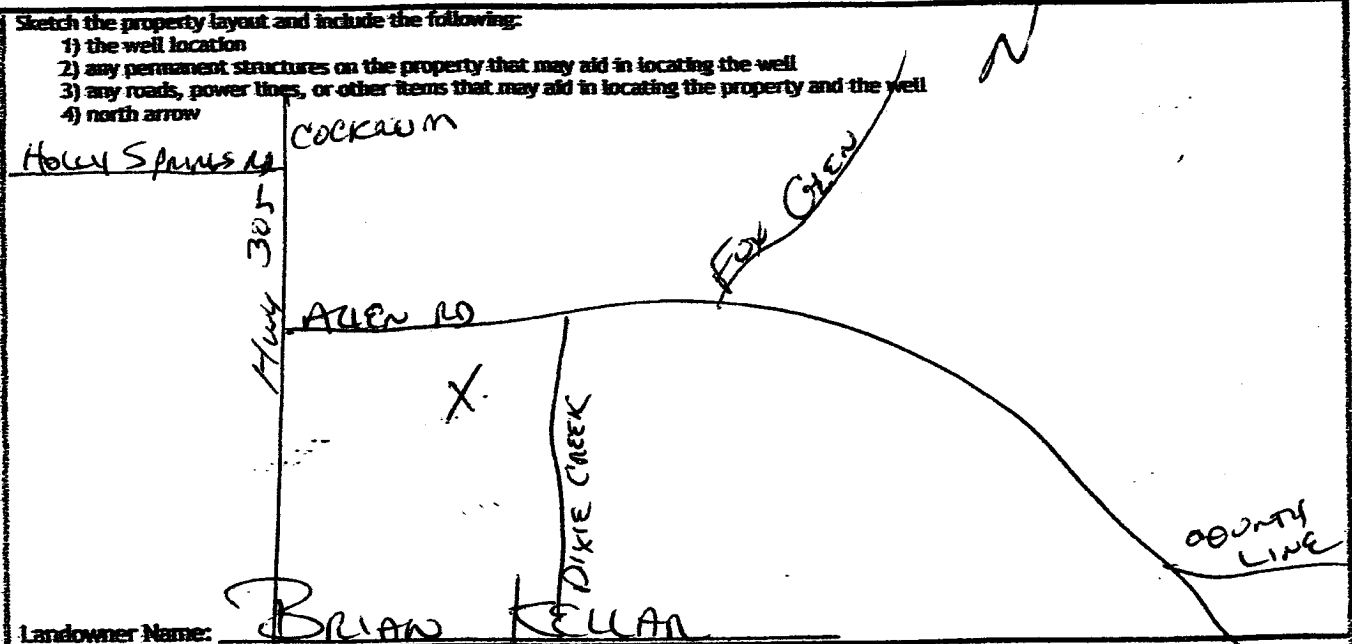 Sketch the property layout and include the following:
1) the well location
2) any permanent structures on the property that may aid in locating the well
3) any roads, power lines, or other items that may aid in locating the property and the well
4) north arrow
N
COCKRUM
HOLLY SPRINGS RD
HWY 305
FOX GLEN
ALLEN RD
X
DIXIE CREEK
COUNTY
LINE
Landowner Name: BRIAN KELLAR